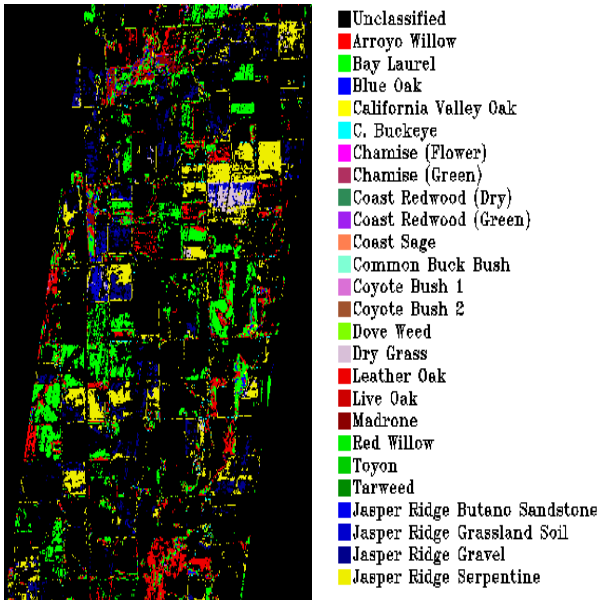 Unclassified
Arroyo Willow
Bay Laurel
Blue Oak
California Valley Oak
C. Buckeye
Chamise (Flower)
Chamise (Green)
Coast Redwood (Dry)
Coast Redwood (Green)
Coast Sage
Common Buck Bush
Coyote Bush 1
Coyote Bush 2
Dove Weed
Dry Grass
Leather Oak
Live Oak
Madrone
Red Willow
Toyon
Tarweed
Jasper Ridge Butano Sandstone
Jasper Ridge Grassland Soil
Jasper Ridge Gravel
Jasper Ridge Serpentine